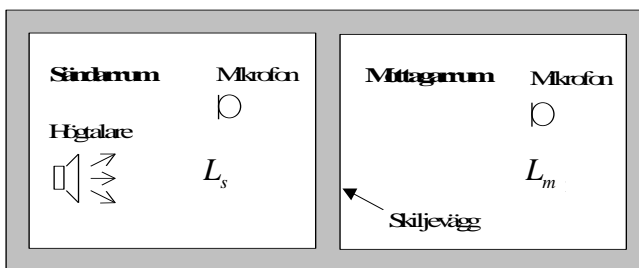 Sändarrum
Mikrofon
Högtalare
L_s
Mottagarrum
Mikrofon
L_m
Skiljevägg